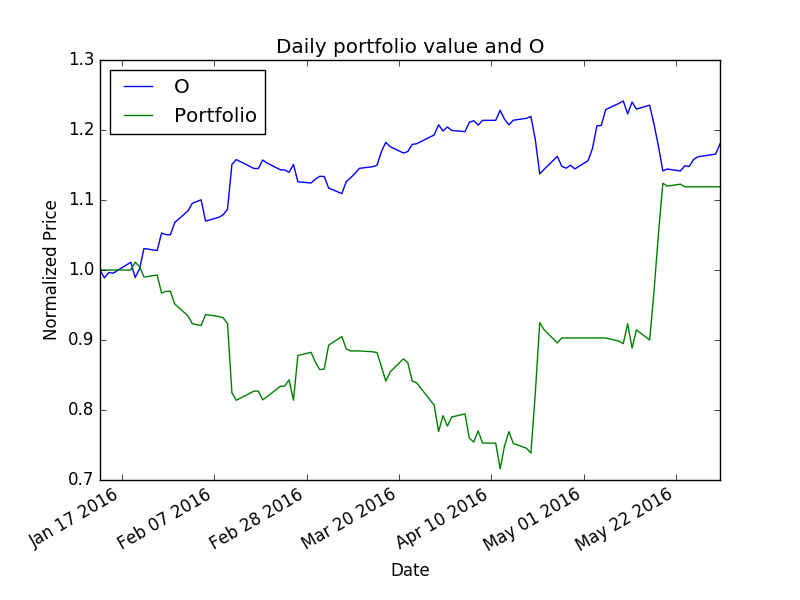 Daily portfolio value and O
O
Portfolio
1.3
1.2
1.1
1.0
0.9
0.8
0.7
Normalized Price
Jan 17 2016
Feb 07 2016
Feb 28 2016
Mar 20 2016
Apr 10 2016
May 01 2016
May 22 2016
Date